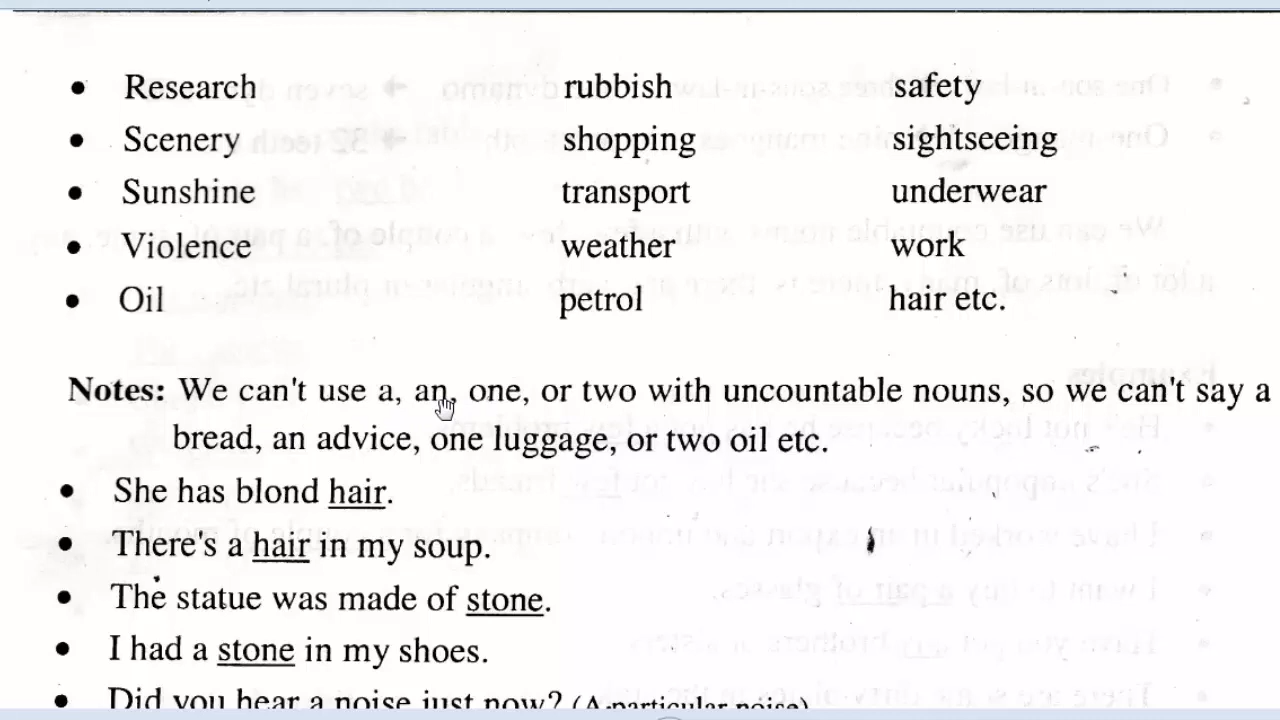 • Research rubbish safety
• Scenery shopping sightseeing
• Sunshine transport underwear
• Violence weather work
• Oil petrol hair etc.
Notes: We can't use a, an, one, or two with uncountable nouns, so we can't say a
bread, an advice, one luggage, or two oil etc.
• She has blond hair.
• There's a hair in my soup.
• The statue was made of stone.
• I had a stone in my shoes.
• Did you hear a noise just now? (A particular noise)